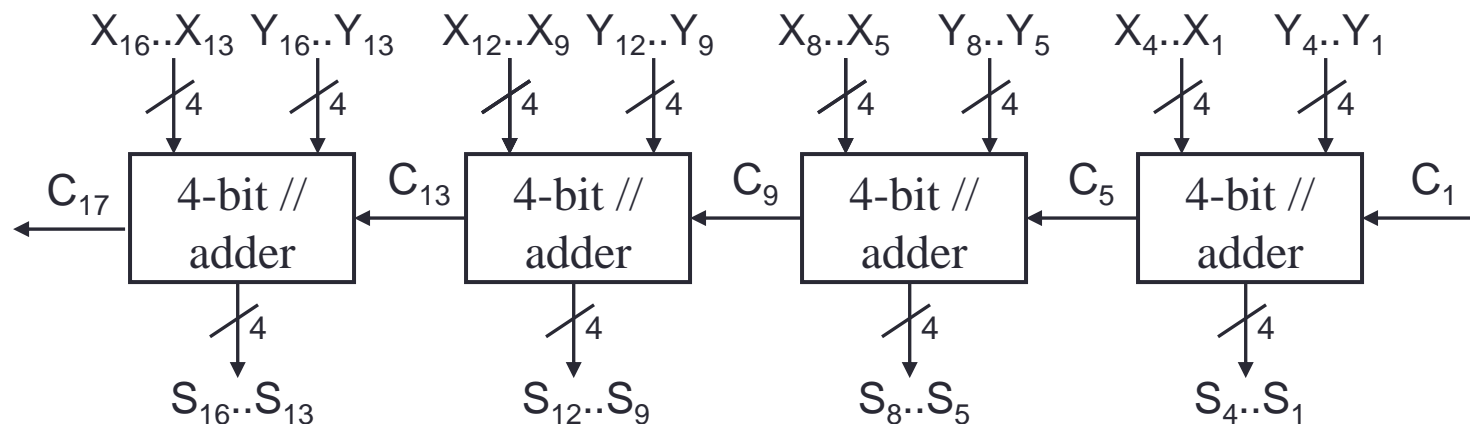 X₁₆..X₁₃ Y₁₆..Y₁₃ X₁₂..X₉ Y₁₂..Y₉ X₈..X₅ Y₈..Y₅ X₄..X₁ Y₄..Y₁
4 4 4 4 4 4 4 4
C₁₇ 4-bit // C₁₃ 4-bit // C₉ 4-bit // C₅ 4-bit // C₁
adder adder adder adder
4 4 4 4
S₁₆..S₁₃ S₁₂..S₉ S₈..S₅ S₄..S₁